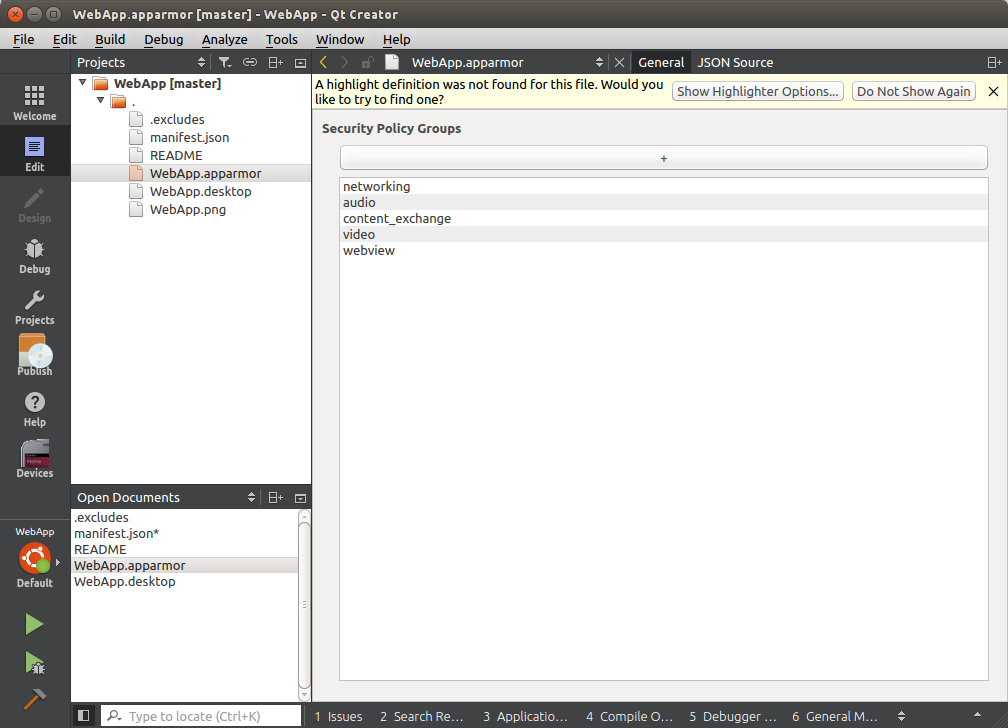 WebApp.apparmor [master] - WebApp - Qt Creator
File Edit Build Debug Analyze Tools Window Help
Projects
WebApp.apparmor
General
JSON Source
Welcome
Edit
Design
Debug
Projects
Publish
Help
Devices
Home
WebApp
Default
WebApp [master]
.
.excludes
manifest.json
README
WebApp.apparmor
WebApp.desktop
WebApp.png
Open Documents
.excludes
manifest.json*
README
WebApp.apparmor
WebApp.desktop
A highlight definition was not found for this file. Would you
like to try to find one?
Show Highlighter Options...
Do Not Show Again
Security Policy Groups
+
networking
audio
content_exchange
video
webview
Type to locate (Ctrl+K)
1 Issues
2 Search Re...
3 Applicatio...
4 Compile O...
5 Debugger ...
6 General M...